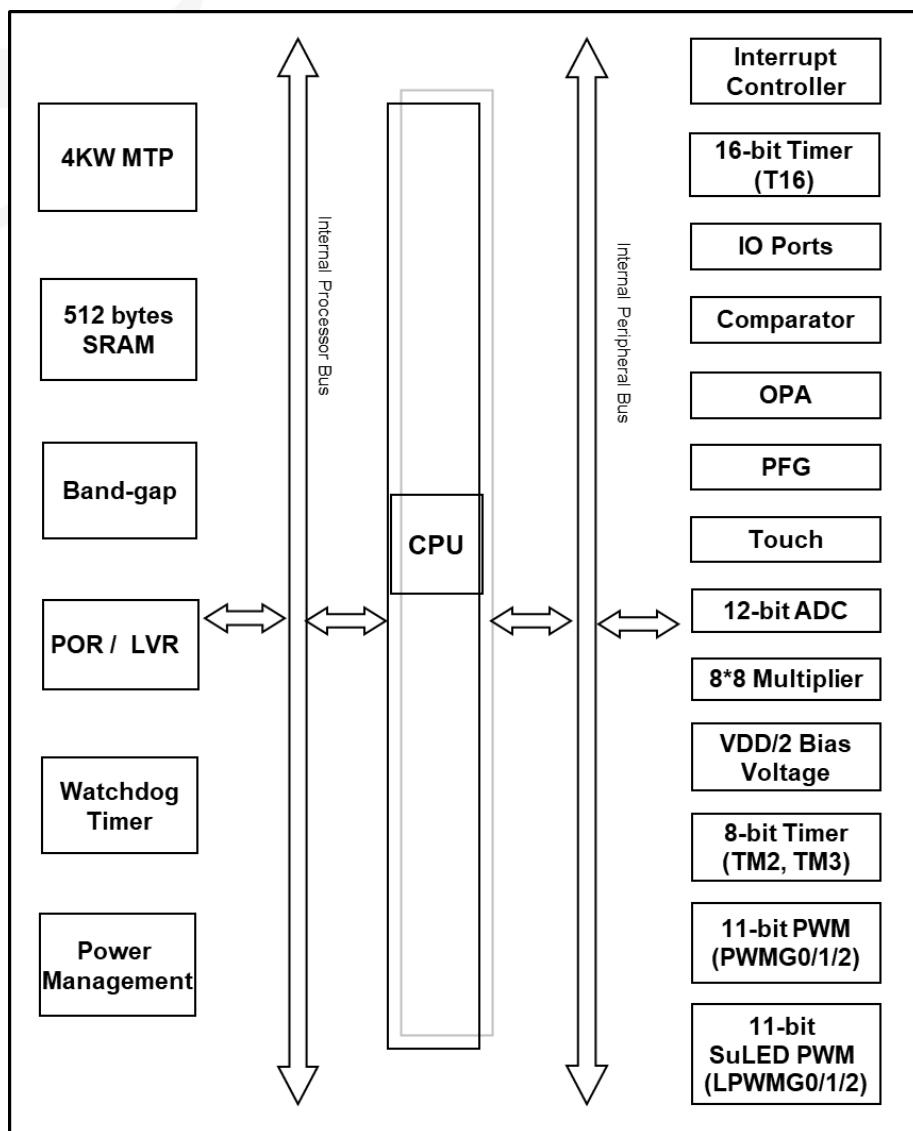 4KW MTP
512 bytes
SRAM
Band-gap
POR / LVR
Watchdog
Timer
Power
Management
Internal Processor Bus
CPU
Internal Peripheral Bus
Interrupt
Controller
16-bit Timer
(T16)
IO Ports
Comparator
OPA
PFG
Touch
12-bit ADC
8*8 Multiplier
VDD/2 Bias
Voltage
8-bit Timer
(TM2, TM3)
11-bit PWM
(PWMG0/1/2)
11-bit
SuLED PWM
(LPWMG0/1/2)